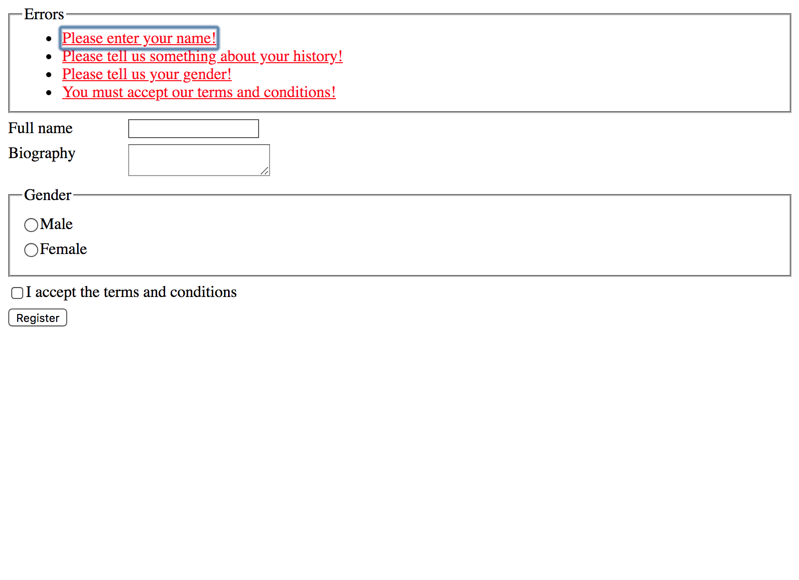 Errors
Please enter your name!
Please tell us something about your history!
Please tell us your gender!
You must accept our terms and conditions!
Full name
Biography
Gender
Male
Female
I accept the terms and conditions
Register